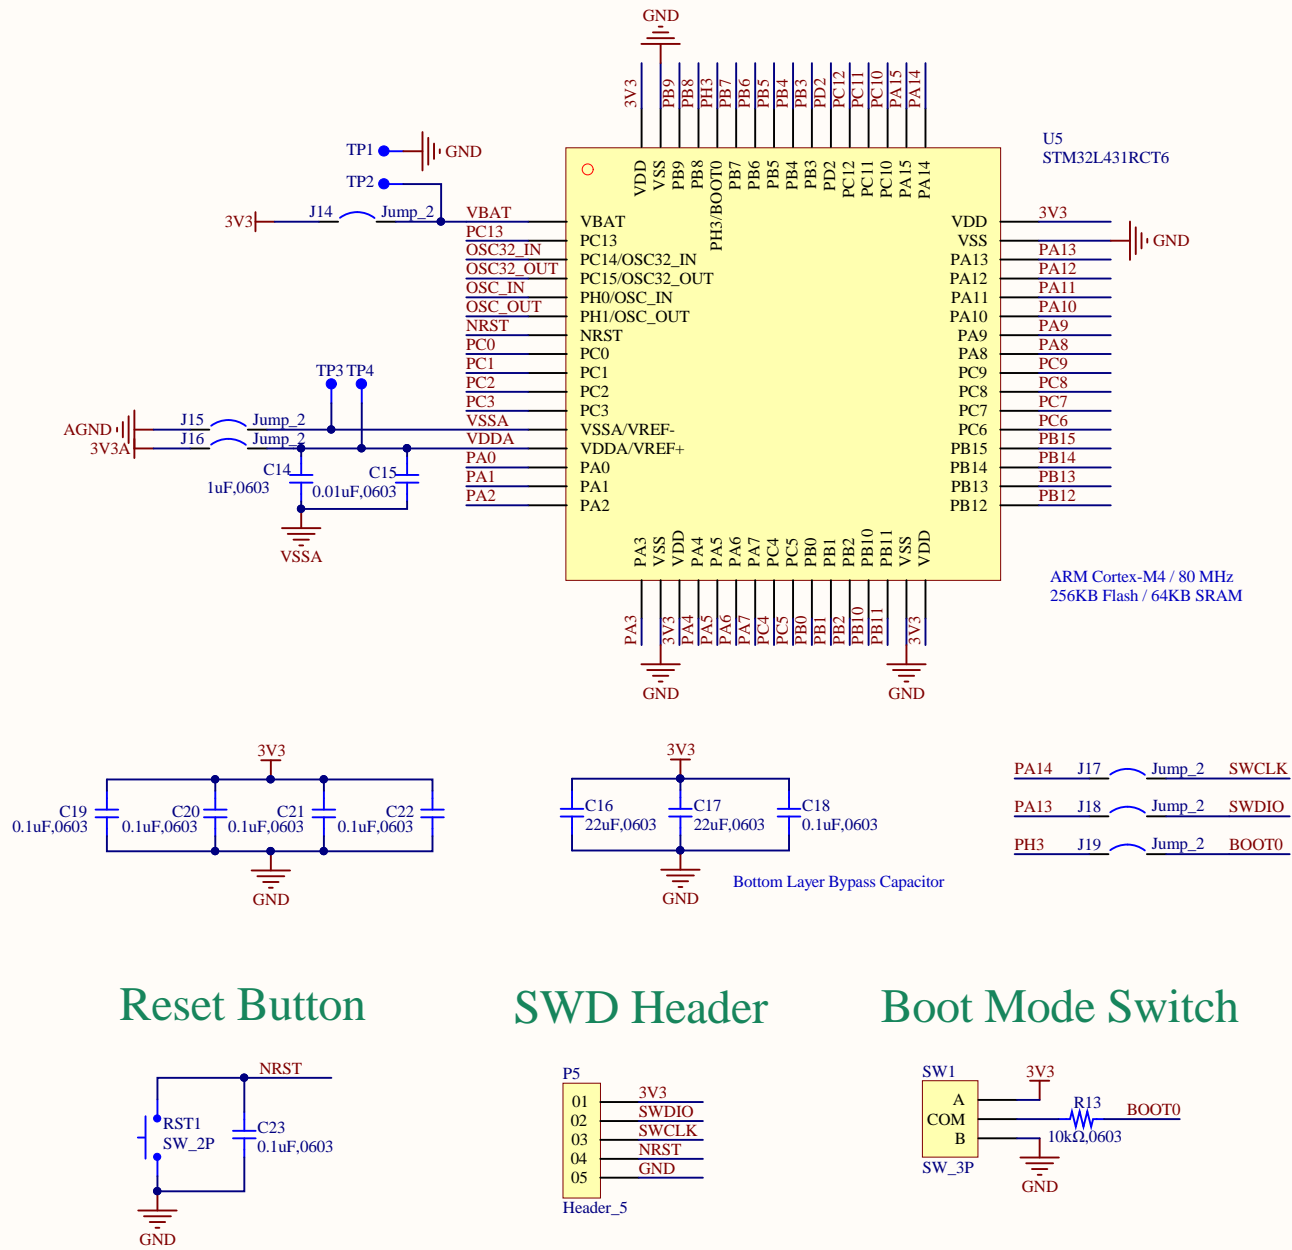 GND
3V3
PB9
PB8
PH3
PB7
PB6
PB5
PB4
PB3
PD2
PC12
PC11
PC10
PA15
PA14
U5
STM32L431RCT6
VDD
VSS
PB9
PB8
PH3/BOOT0
PB7
PB6
PB5
PB4
PB3
PD2
PC12
PC11
PC10
PA15
PA14
TP1
GND
TP2
3V3
J14
Jump_2
VBAT
PC13
OSC32_IN
OSC32_OUT
OSC_IN
OSC_OUT
NRST
PC0
PC1
PC2
PC3
VSSA
VDDA
PA0
PA1
PA2
VBAT
PC13
PC14/OSC32_IN
PC15/OSC32_OUT
PH0/OSC_IN
PH1/OSC_OUT
NRST
PC0
PC1
PC2
PC3
VSSA/VREF-
VDDA/VREF+
PA0
PA1
PA2
VDD
VSS
PA13
PA12
PA11
PA10
PA9
PA8
PC9
PC8
PC7
PC6
PB15
PB14
PB13
PB12
3V3
GND
PA13
PA12
PA11
PA10
PA9
PA8
PC9
PC8
PC7
PC6
PB15
PB14
PB13
PB12
TP3
TP4
AGND
J15
Jump_2
3V3A
J16
Jump_2
C14
1uF,0603
C15
0.01uF,0603
VSSA
PA3
VSS
VDD
PA4
PA5
PA6
PA7
PC4
PC5
PB0
PB1
PB2
PB10
PB11
VSS
VDD
ARM Cortex-M4 / 80 MHz
256KB Flash / 64KB SRAM
PA3
3V3
PA4
PA5
PA6
PA7
PC4
PC5
PB0
PB1
PB2
PB10
PB11
3V3
GND
GND
3V3
C19
0.1uF,0603
C20
0.1uF,0603
C21
0.1uF,0603
C22
0.1uF,0603
GND
3V3
C16
22uF,0603
C17
22uF,0603
C18
0.1uF,0603
GND
Bottom Layer Bypass Capacitor
PA14
J17
Jump_2
SWCLK
PA13
J18
Jump_2
SWDIO
PH3
J19
Jump_2
BOOT0
Reset Button
SWD Header
Boot Mode Switch
NRST
RST1
SW_2P
C23
0.1uF,0603
GND
P5
01
02
03
04
05
3V3
SWDIO
SWCLK
NRST
GND
Header_5
SW1
A
COM
B
SW_3P
3V3
R13
10kΩ,0603
BOOT0
GND